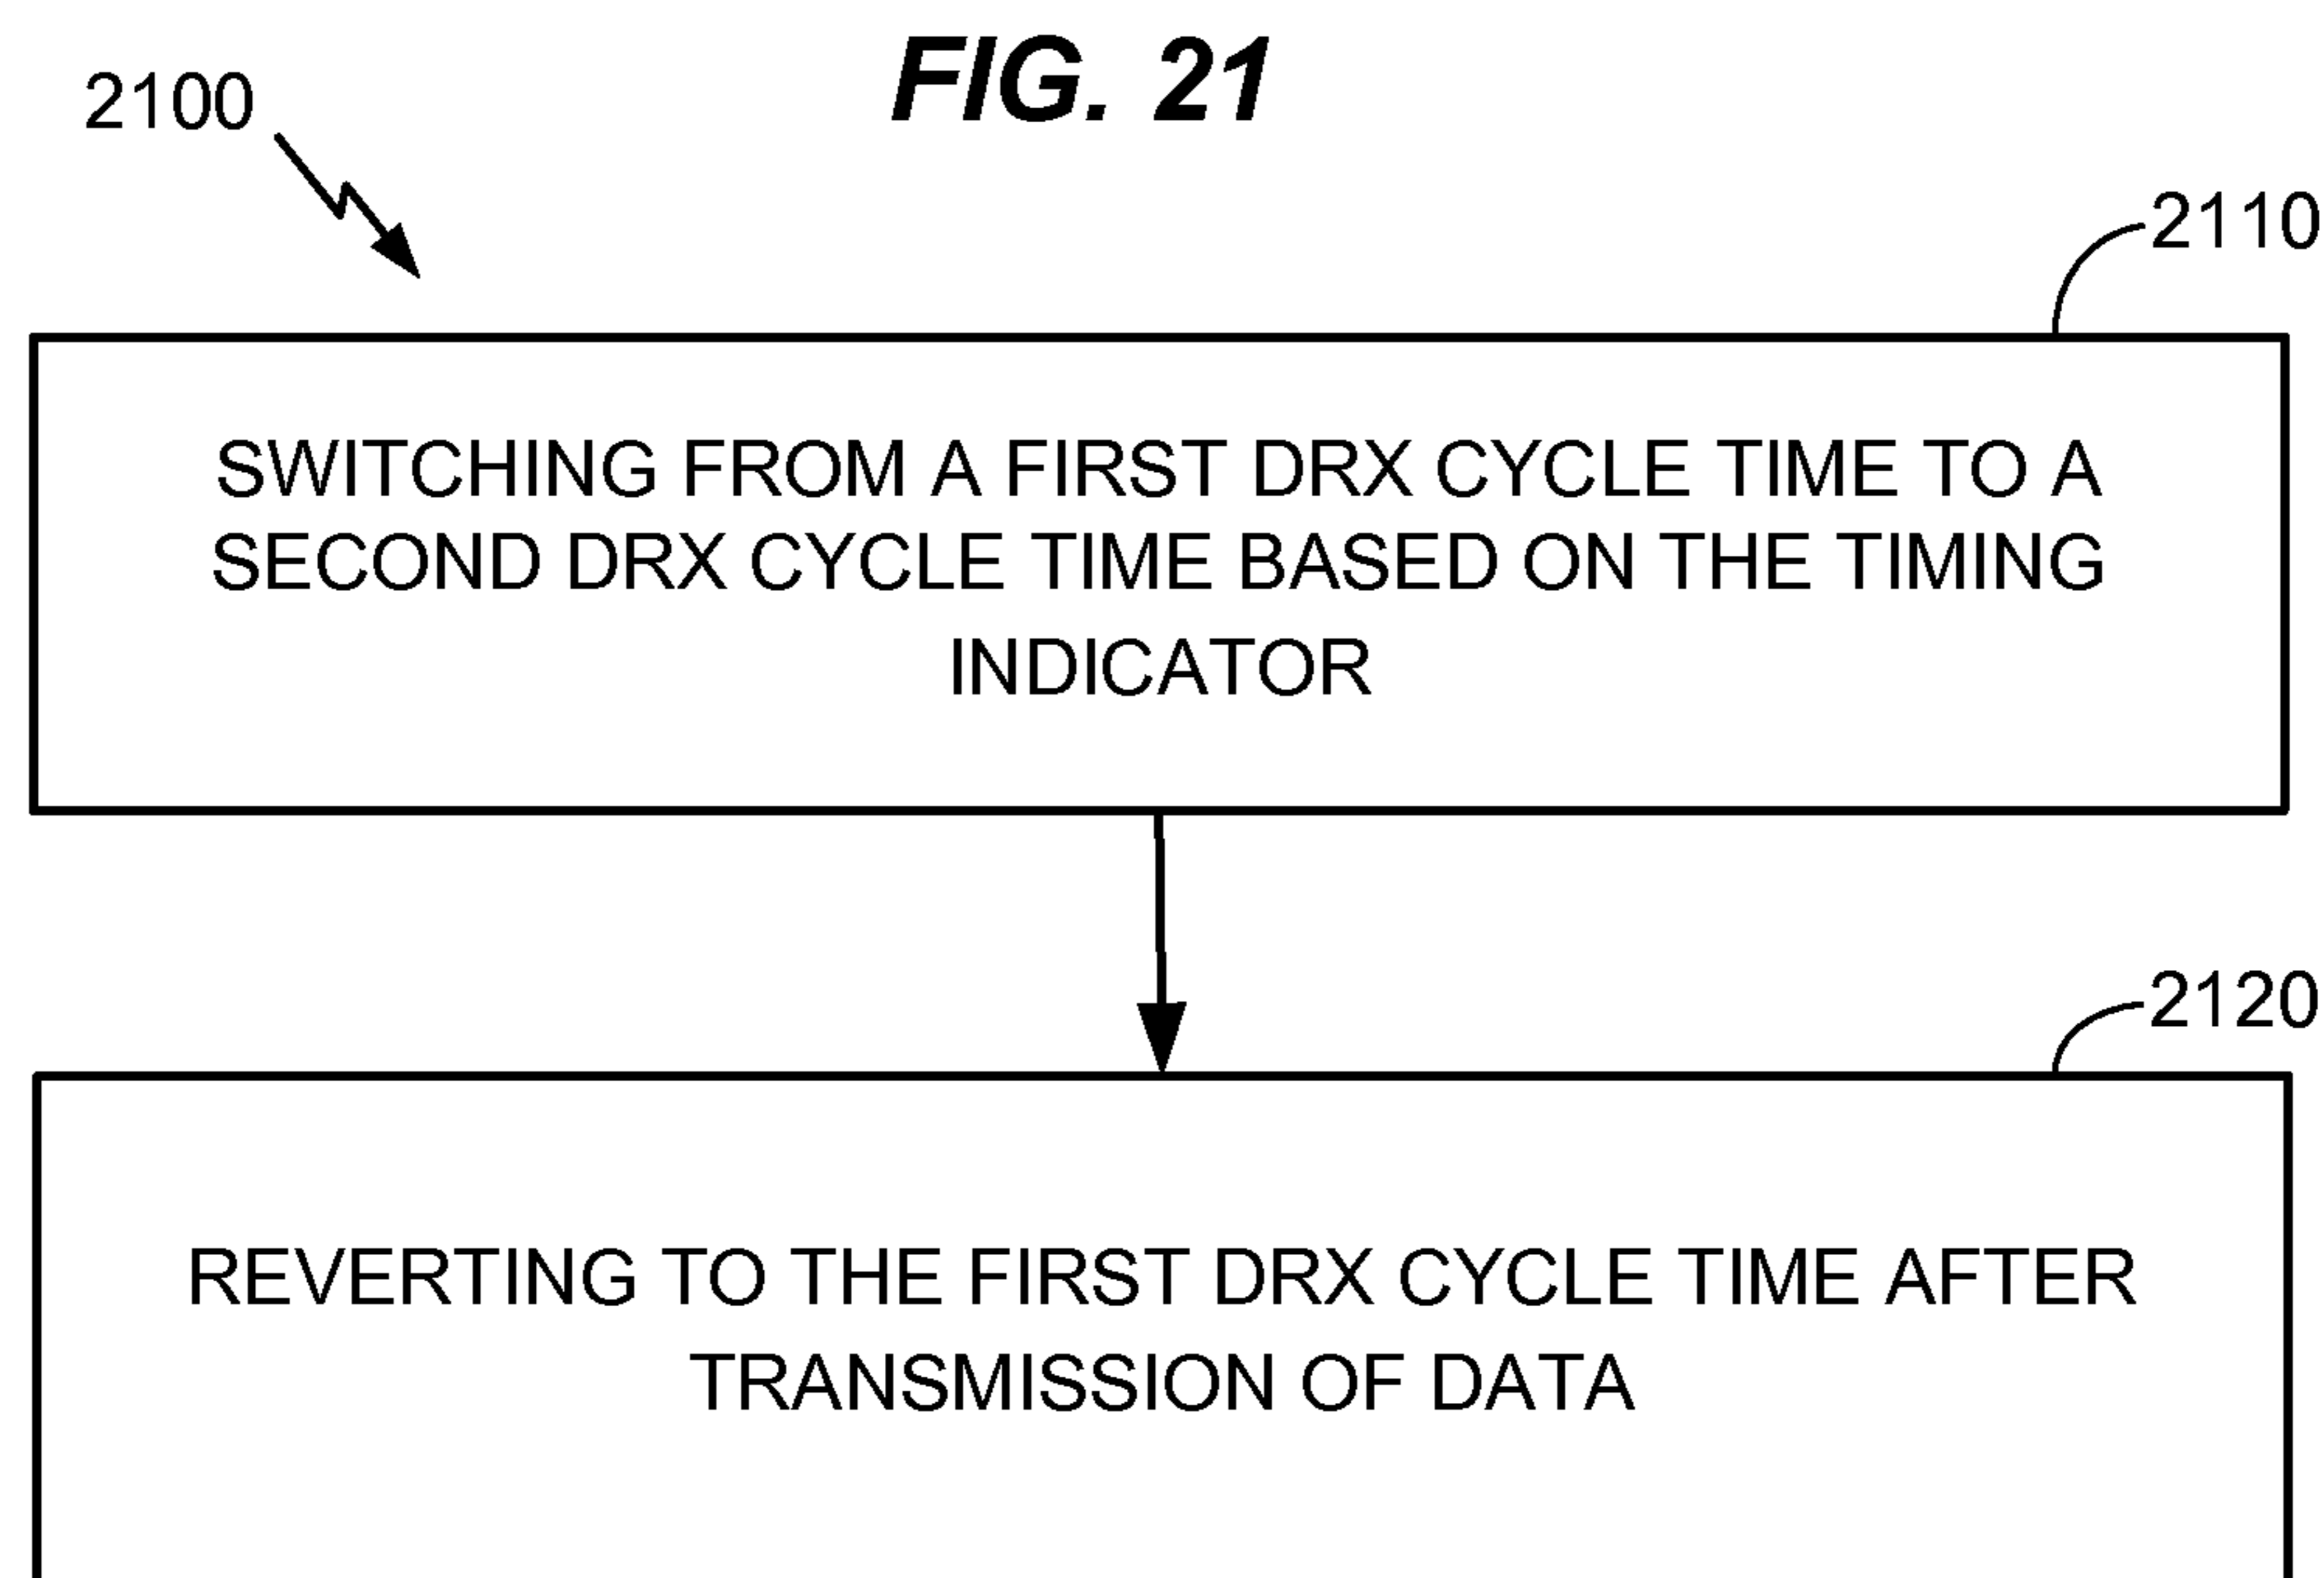 FIG. 21
2100
2110
SWITCHING FROM A FIRST DRX CYCLE TIME TO A
SECOND DRX CYCLE TIME BASED ON THE TIMING
INDICATOR
2120
REVERTING TO THE FIRST DRX CYCLE TIME AFTER
TRANSMISSION OF DATA